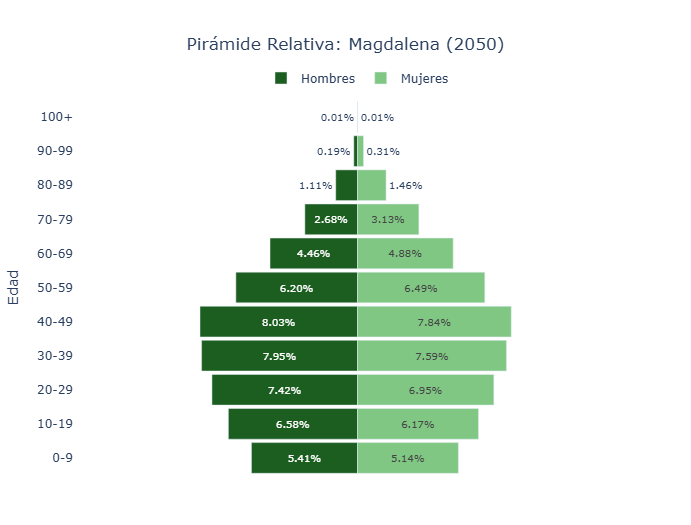 Pirámide Relativa: Magdalena (2050)
Hombres Mujeres
100+ 0.01% 0.01%
90-99 0.19% 0.31%
80-89 1.11% 1.46%
70-79 2.68% 3.13%
60-69 4.46% 4.88%
50-59 6.20% 6.49%
40-49 8.03% 7.84%
30-39 7.95% 7.59%
20-29 7.42% 6.95%
10-19 6.58% 6.17%
0-9 5.41% 5.14%
Edad